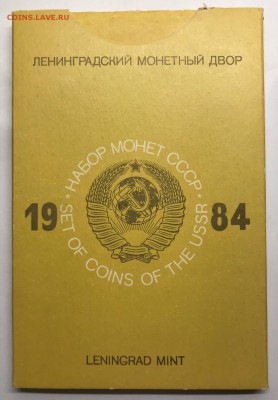 COINS.LAVE.RU
ЛЕНИНГРАДСКИЙ МОНЕТНЫЙ ДВОР
НАБОР МОНЕТ СССР
19 84
SET OF COINS OF THE USSR
LENINGRAD MINT